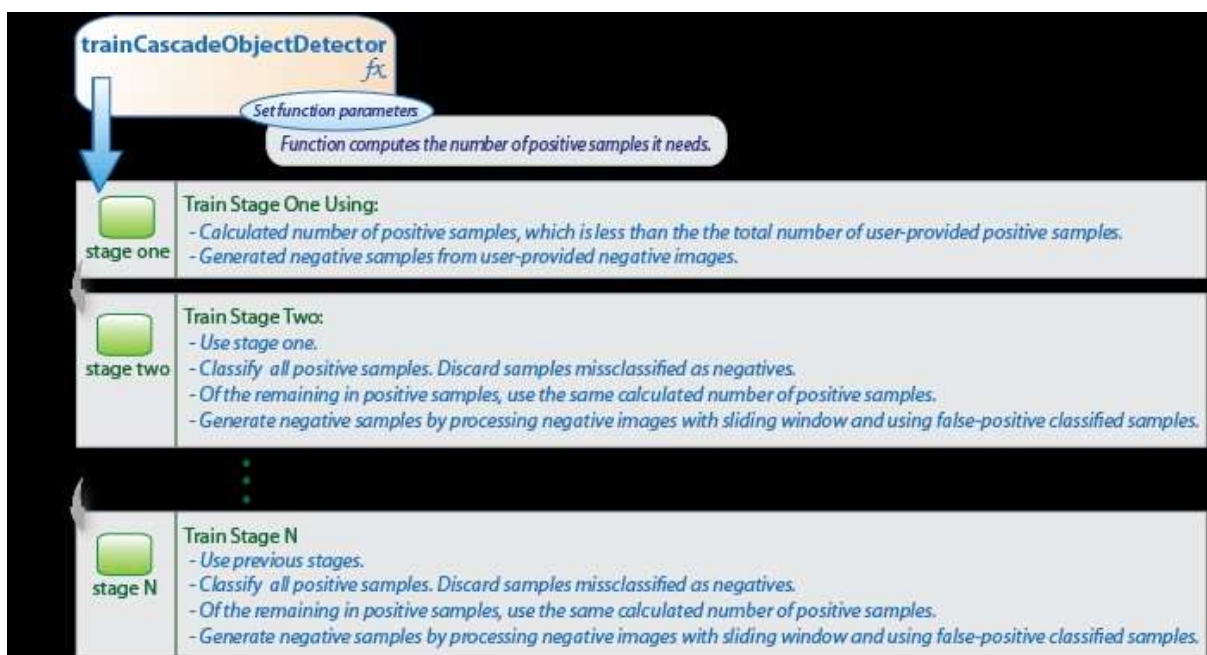 trainCascadeObjectDetector
fx
Set function parameters
Function computes the number of positive samples it needs.
stage one
Train Stage One Using:
- Calculated number of positive samples, which is less than the the total number of user-provided positive samples.
- Generated negative samples from user-provided negative images.
stage two
Train Stage Two:
- Use stage one.
- Classify all positive samples. Discard samples missclassified as negatives.
- Of the remaining in positive samples, use the same calculated number of positive samples.
- Generate negative samples by processing negative images with sliding window and using false-positive classified samples.
stage N
Train Stage N
- Use previous stages.
- Classify all positive samples. Discard samples missclassified as negatives.
- Of the remaining in positive samples, use the same calculated number of positive samples.
- Generate negative samples by processing negative images with sliding window and using false-positive classified samples.